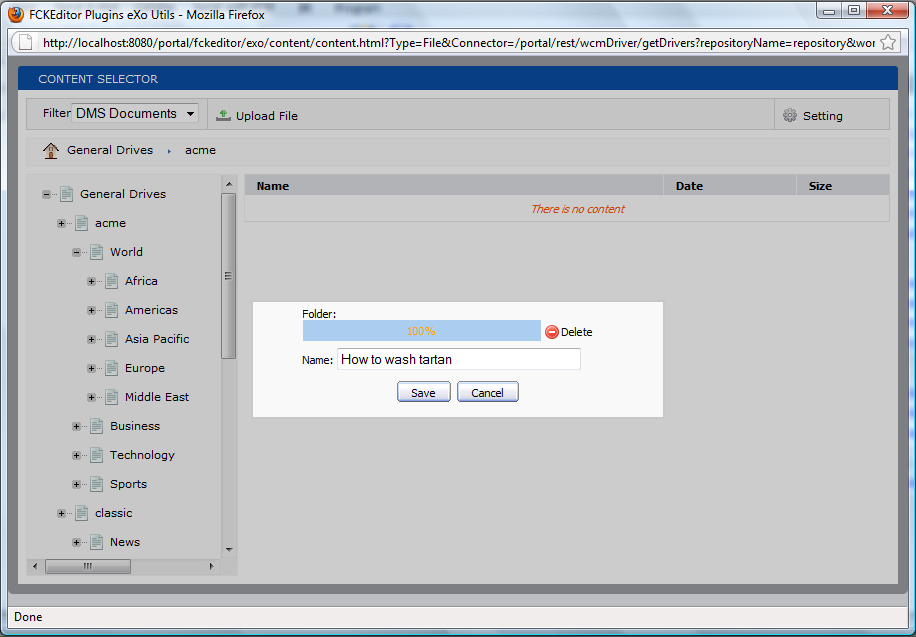 FCKEditor Plugins eXo Utils - Mozilla Firefox
http://localhost:8080/portal/fckeditor/exo/content/content.html?Type=File&Connector=/portal/rest/wcmDriver/getDrivers?repositoryName=repository&wor
CONTENT SELECTOR
Filter DMS Documents Upload File Setting
General Drives acme
General Drives
acme
World
Africa
Americas
Asia Pacific
Europe
Middle East
Business
Technology
Sports
classic
News
Name Date Size
There is no content
Folder:
100% Delete
Name: How to wash tartan
Save Cancel
Done